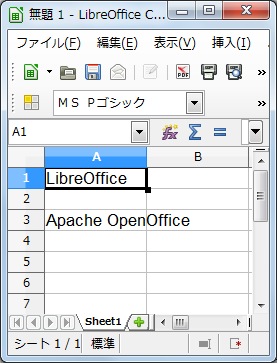 無題 1 - LibreOffice C...
ファイル(F) 編集(E) 表示(V) 挿入(I)
ＭＳ Ｐゴシック
A1
A B
1 LibreOffice
2
3 Apache OpenOffice
4
5
6
7
Sheet1
シート 1 / 1 標準